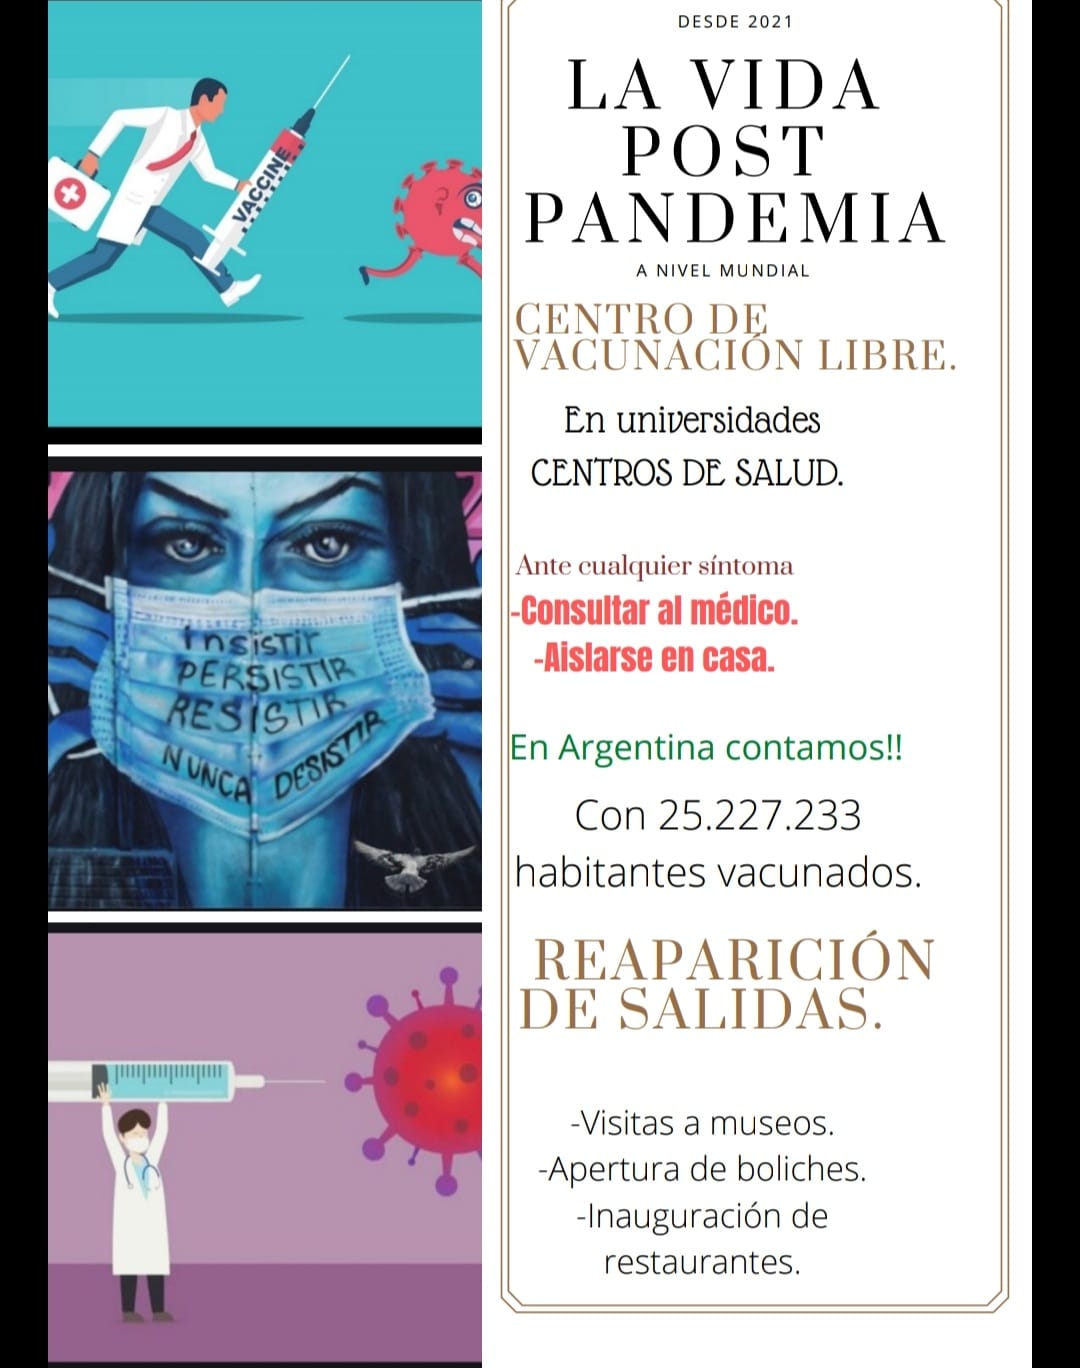 VACCINE
insistir
PERSISTIR
RESISTIR
NUNCA DESISTIR
DESDE 2021
LA VIDA
POST
PANDEMIA
A NIVEL MUNDIAL
CENTRO DE
VACUNACIÓN LIBRE.
En universidades
CENTROS DE SALUD.
Ante cualquier síntoma
-Consultar al médico.
-Aislarse en casa.
En Argentina contamos!!
Con 25.227.233
habitantes vacunados.
REAPARICIÓN
DE SALIDAS.
-Visitas a museos.
-Apertura de boliches.
-Inauguración de
restaurantes.